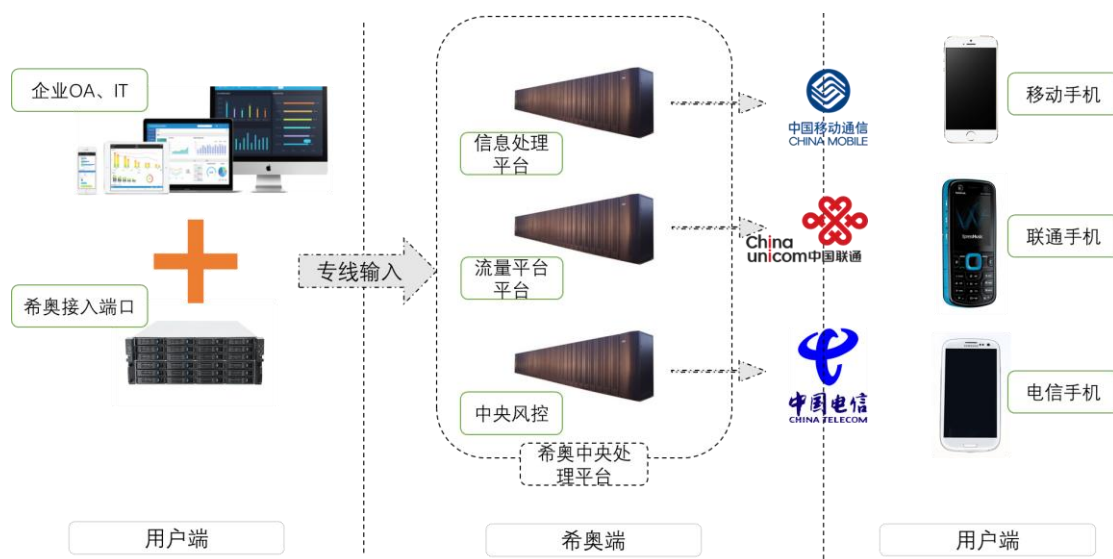 企业OA、IT
希奥接入端口
用户端
专线输入
信息处理
平台
流量平台
平台
中央风控
希奥中央处
理平台
希奥端
中国移动通信
CHINA MOBILE
China
unicom中国联通
中国电信
CHINA TELECOM
移动手机
联通手机
电信手机
用户端